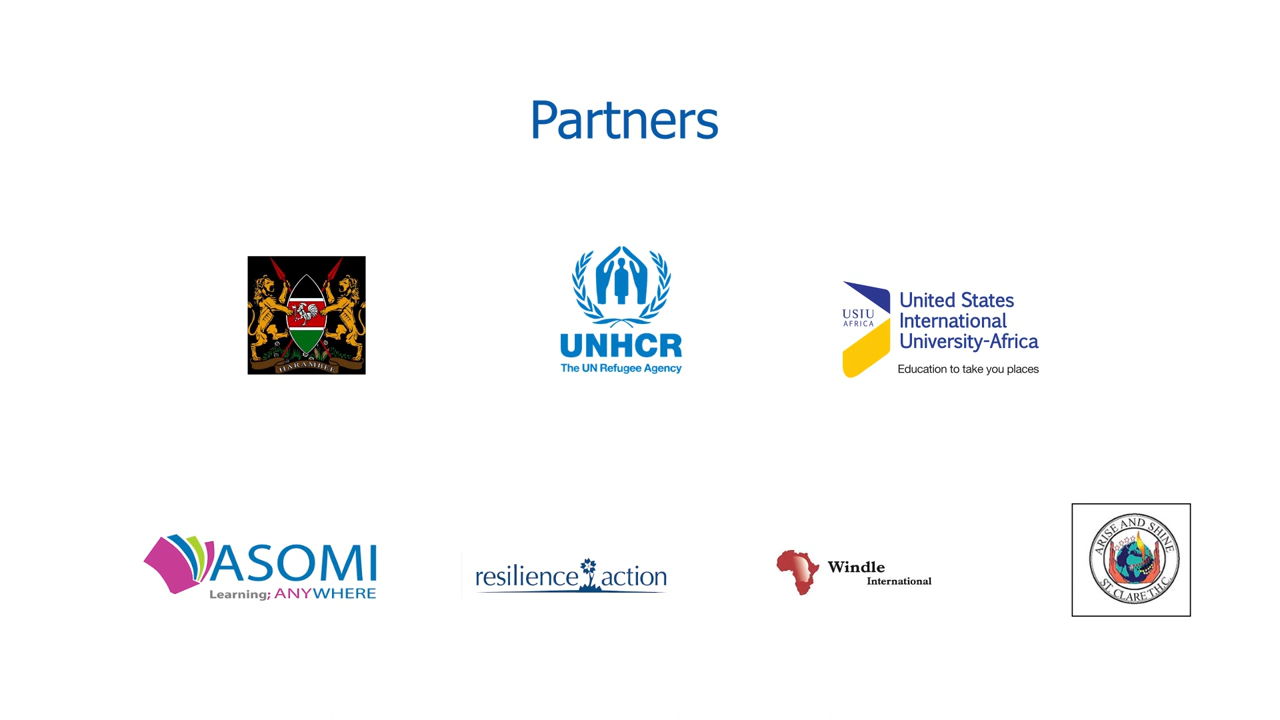 Partners
HARAMBEE
UNHCR
The UN Refugee Agency
USIU
AFRICA
United States
International
University-Africa
Education to take you places
ASOMI
Learning; ANYWHERE
resilience action
Windle
International
ARISE AND SHINE
ST. CLARE T.H.C.